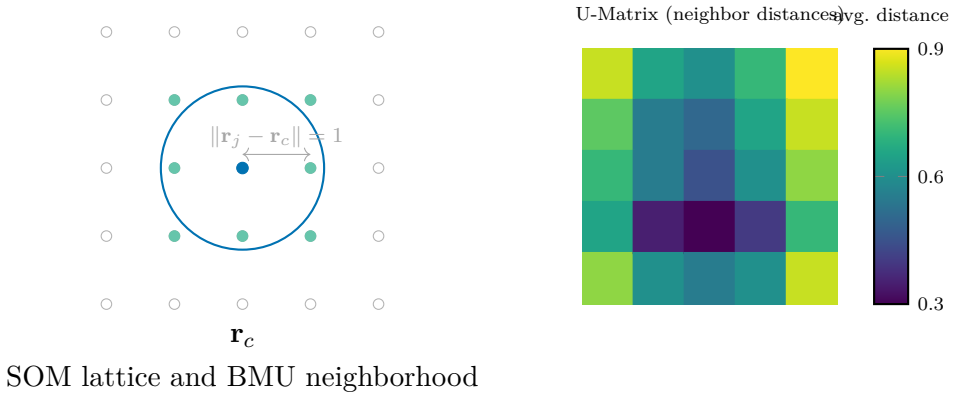 ‖r_j − r_c‖ = 1
r_c
SOM lattice and BMU neighborhood
U-Matrix (neighbor distances)
avg. distance
0.9
0.6
0.3